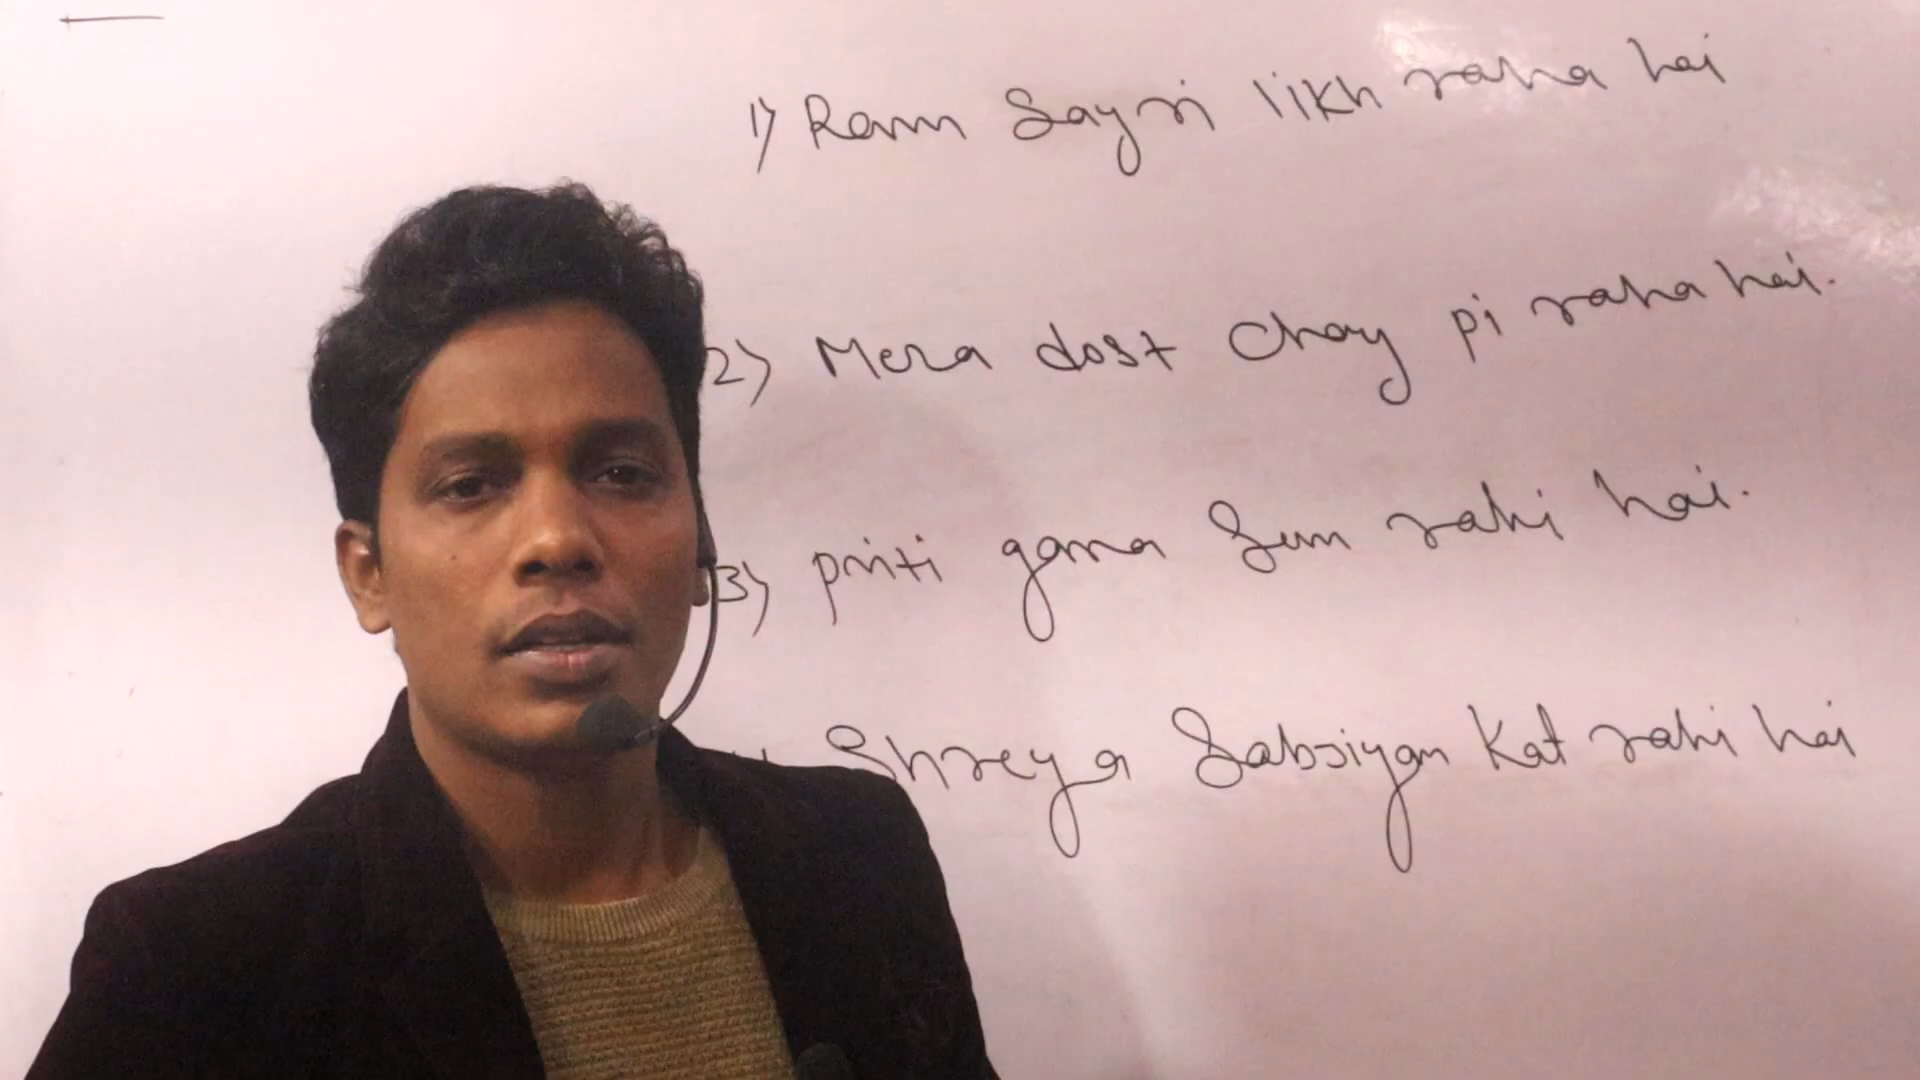 1) Ram Sayri likh raha hai
2) Mera dost Chay pi raha hai.
3) priti gana Sun rahi hai.
Shreya Sabjiyan Kat rahi hai